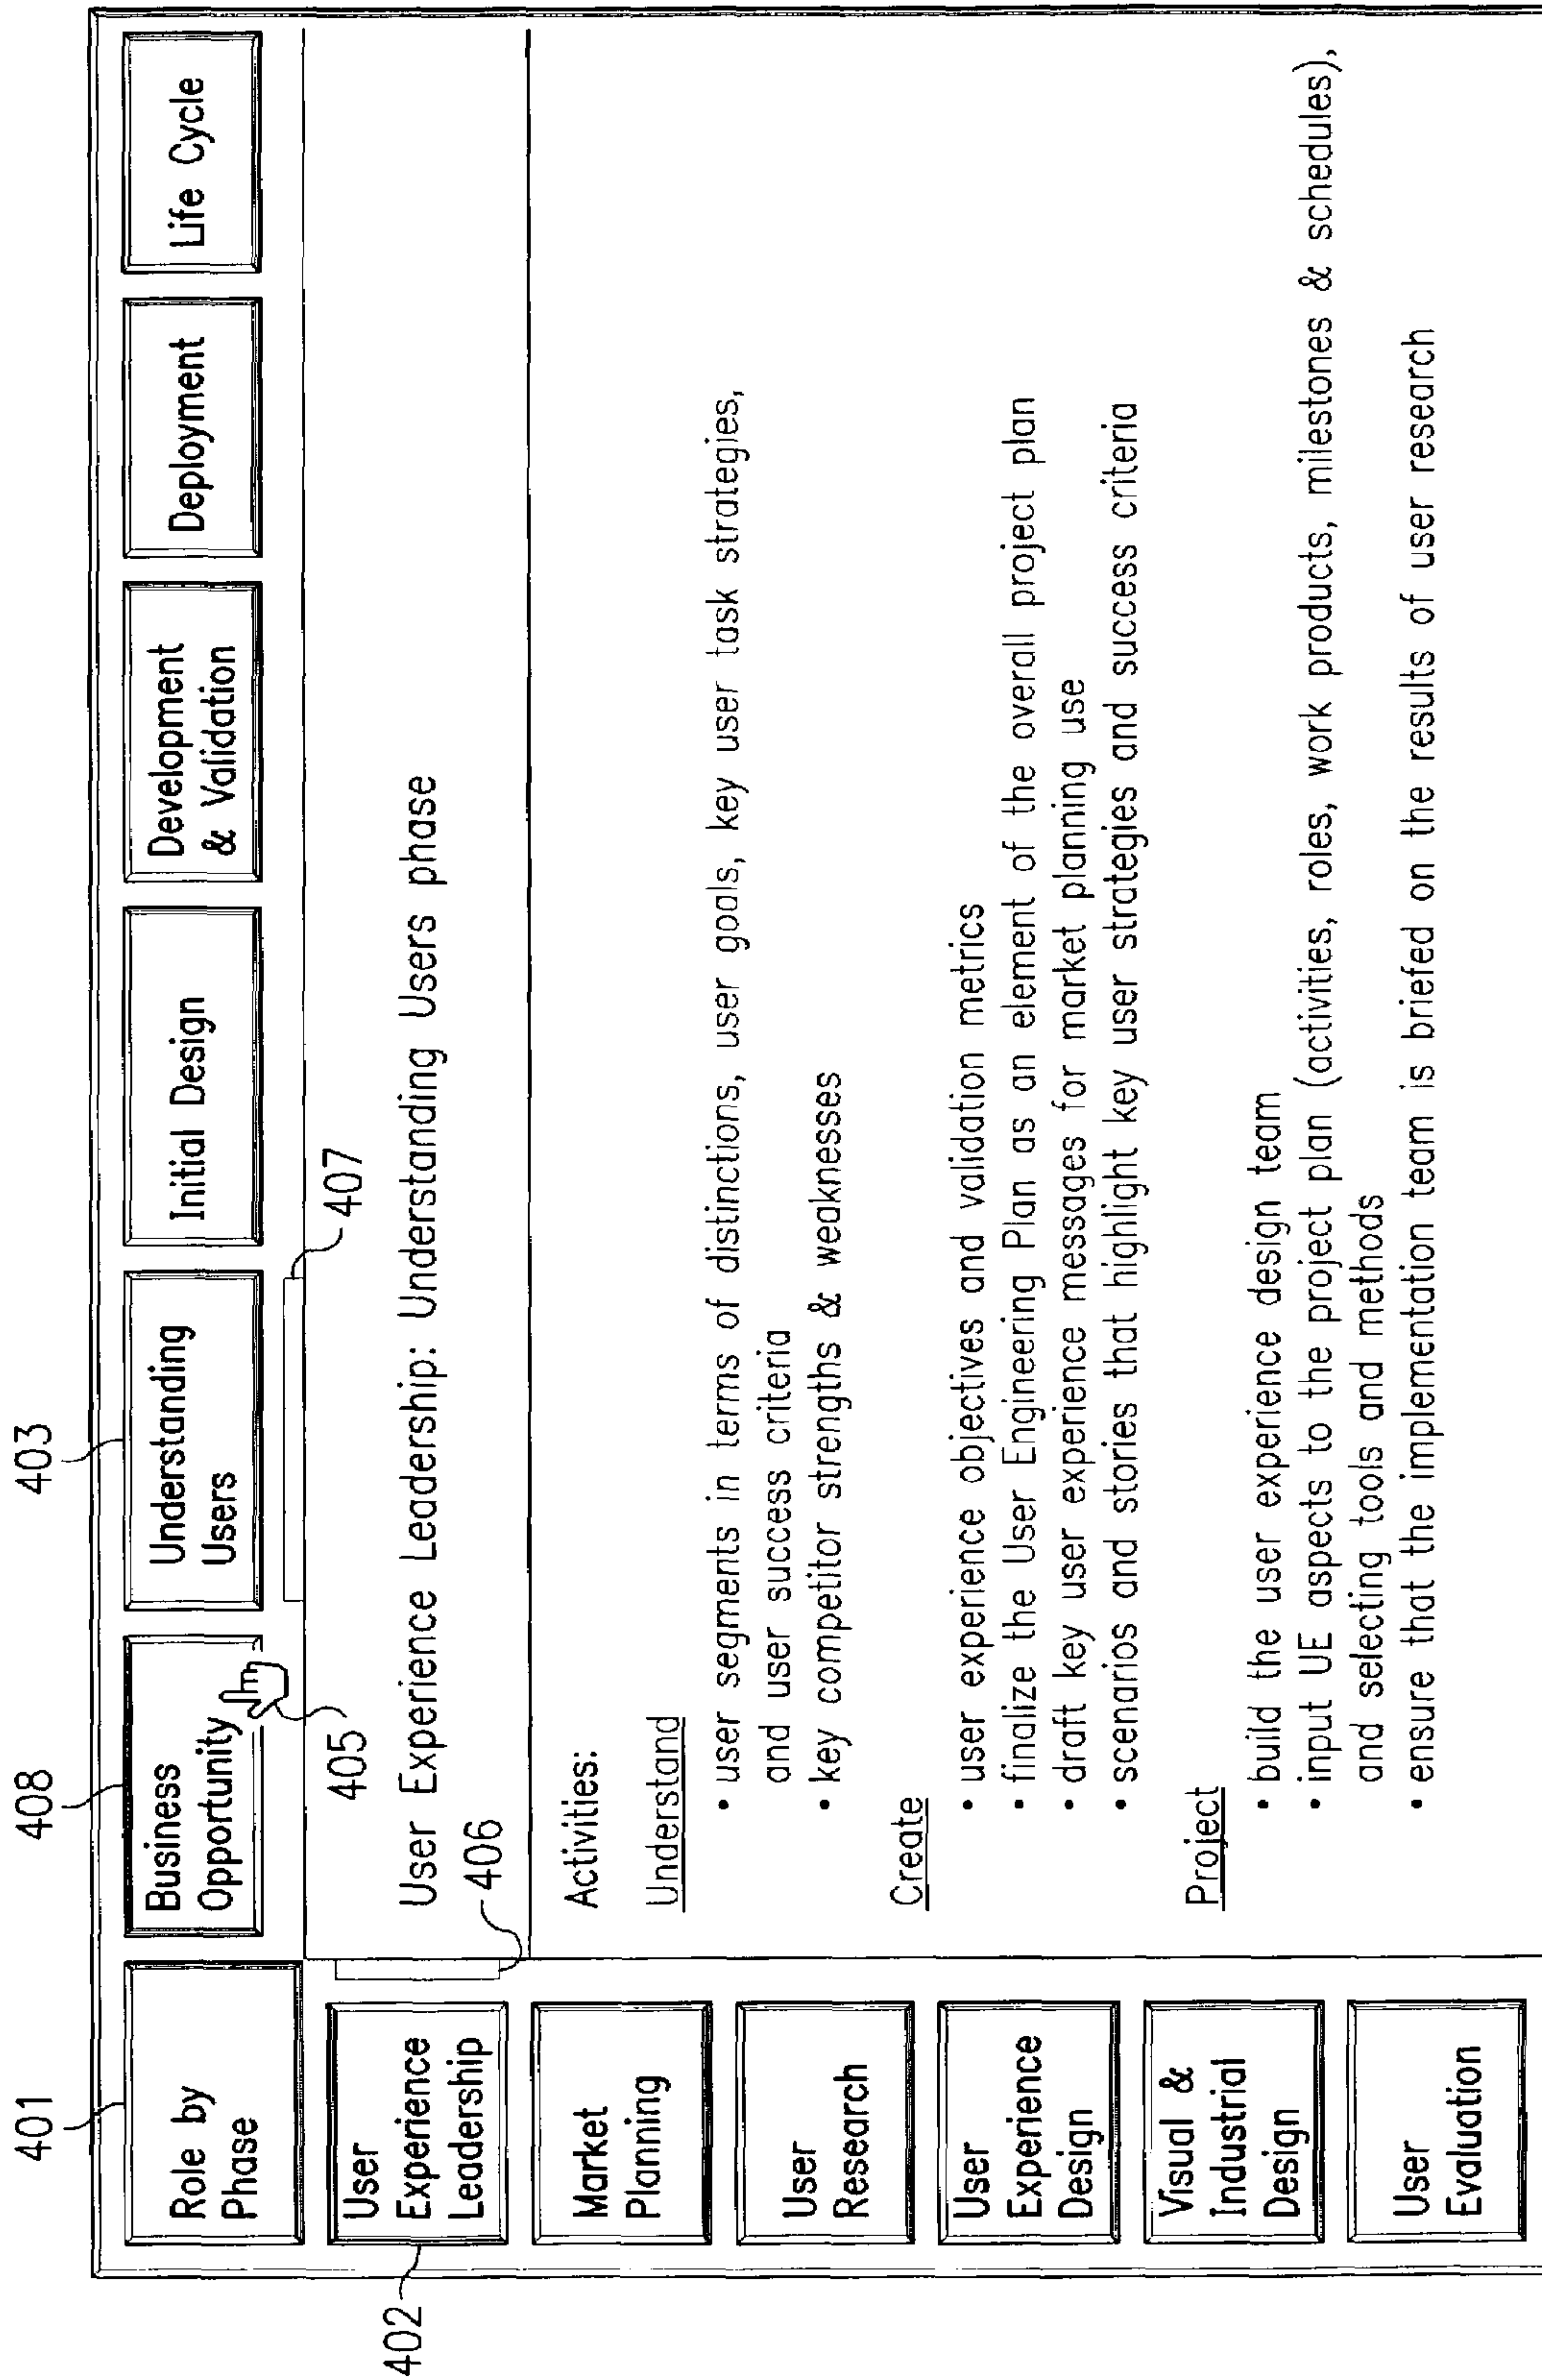 401
408
403
Role by
Phase
Business
Opportunity
Understanding
Users
Initial Design
Development
& Validation
Deployment
Life Cycle
405
407
402
User
Experience
Leadership
406
Market
Planning
User
Research
User
Experience
Design
Visual &
Industrial
Design
User
Evaluation
User Experience Leadership: Understanding Users phase
Activities:
Understand
• user segments in terms of distinctions, user goals, key user task strategies,
and user success criteria
• key competitor strengths & weaknesses
Create
• user experience objectives and validation metrics
• finalize the User Engineering Plan as an element of the overall project plan
• draft key user experience messages for market planning use
• scenarios and stories that highlight key user strategies and success criteria
Project
• build the user experience design team
• input UE aspects to the project plan (activities, roles, work products, milestones & schedules),
and selecting tools and methods
• ensure that the implementation team is briefed on the results of user research